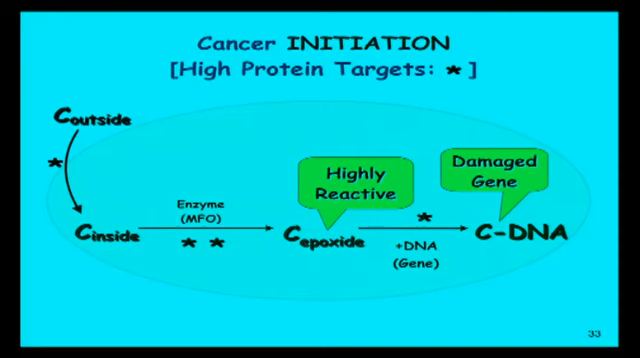 Cancer INITIATION
[High Protein Targets: * ]
Coutside
*
Highly
Reactive
Damaged
Gene
Enzyme
(MFO)
*
Cinside
* *
Cepoxide
+DNA
(Gene)
C-DNA
33